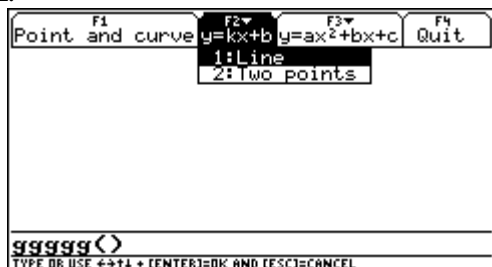 F1 F2▼ F3▼ F4
Point and curve y=kx+b y=ax²+bx+c Quit
1:Line
2:Two points
ggggg()
TYPE OR USE ←→↑↓ + [ENTER]=OK AND [ESC]=CANCEL